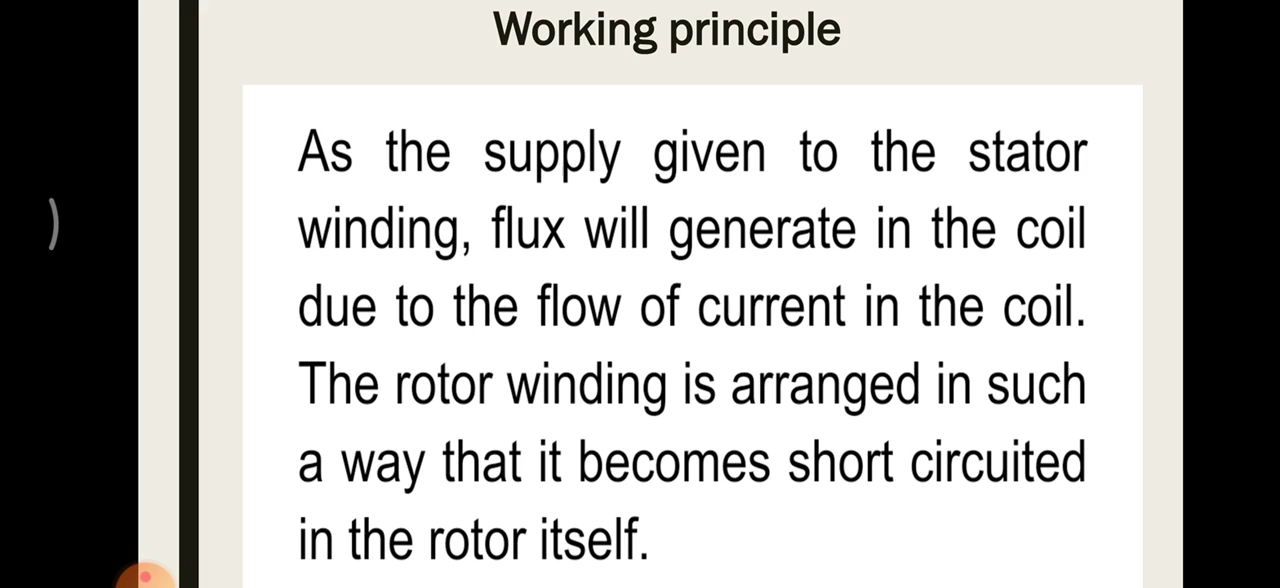 Working principle
As the supply given to the stator
winding, flux will generate in the coil
due to the flow of current in the coil.
The rotor winding is arranged in such
a way that it becomes short circuited
in the rotor itself.